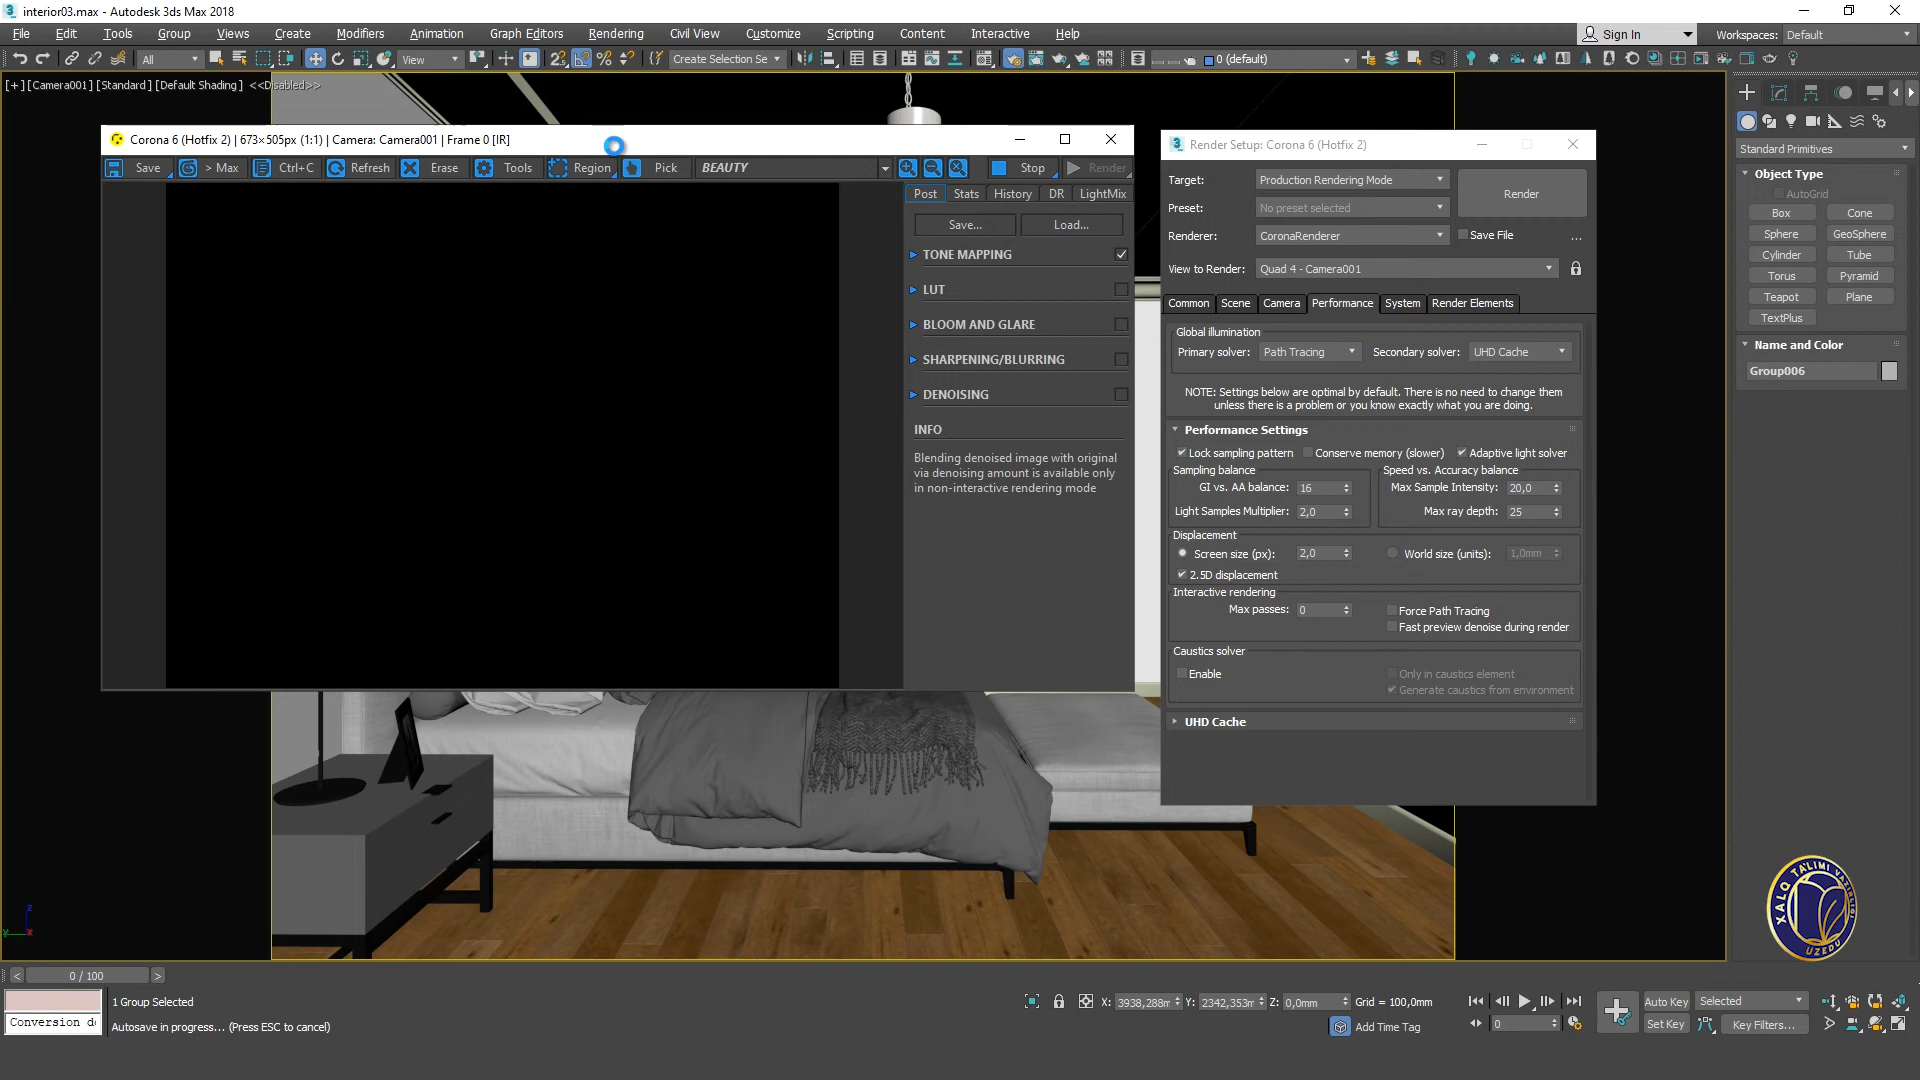 interior03.max - Autodesk 3ds Max 2018
File Edit Tools Group Views Create Modifiers Animation Graph Editors Rendering Civil View Customize Scripting Content Interactive Help
Sign In Workspaces: Default
All View Create Selection Se 0 (default)
[+] [Camera001] [Standard] [Default Shading] <<Disabled>>
Corona 6 (Hotfix 2) | 673×505px (1:1) | Camera: Camera001 | Frame 0 [IR]
Save > Max Ctrl+C Refresh Erase Tools Region Pick BEAUTY Stop Render
Post Stats History DR LightMix
Save... Load...
TONE MAPPING
LUT
BLOOM AND GLARE
SHARPENING/BLURRING
DENOISING
INFO
Blending denoised image with original
via denoising amount is available only
in non-interactive rendering mode
Render Setup: Corona 6 (Hotfix 2)
Target: Production Rendering Mode
Render
Preset: No preset selected
Renderer: CoronaRenderer Save File ...
View to Render: Quad 4 - Camera001
Common Scene Camera Performance System Render Elements
Global illumination
Primary solver: Path Tracing Secondary solver: UHD Cache
NOTE: Settings below are optimal by default. There is no need to change them
unless there is a problem or you know exactly what you are doing.
Performance Settings
Lock sampling pattern Conserve memory (slower) Adaptive light solver
Sampling balance Speed vs. Accuracy balance
GI vs. AA balance: 16 Max Sample Intensity: 20,0
Light Samples Multiplier: 2,0 Max ray depth: 25
Displacement
Screen size (px): 2,0 World size (units): 1,0mm
2.5D displacement
Interactive rendering
Max passes: 0 Force Path Tracing
Fast preview denoise during render
Caustics solver
Enable Only in caustics element
Generate caustics from environment
UHD Cache
Standard Primitives
Object Type
AutoGrid
Box Cone
Sphere GeoSphere
Cylinder Tube
Torus Pyramid
Teapot Plane
TextPlus
Name and Color
Group006
XALQ TA'LIMI VAZIRLIGI
UZEDU
z
y x
< 0 / 100 >
1 Group Selected
X: 3938,288m Y: 2342,353m Z: 0,0mm Grid = 100,0mm
Auto Key Selected
Autosave in progress... (Press ESC to cancel)
Add Time Tag
0
Set Key Key Filters...